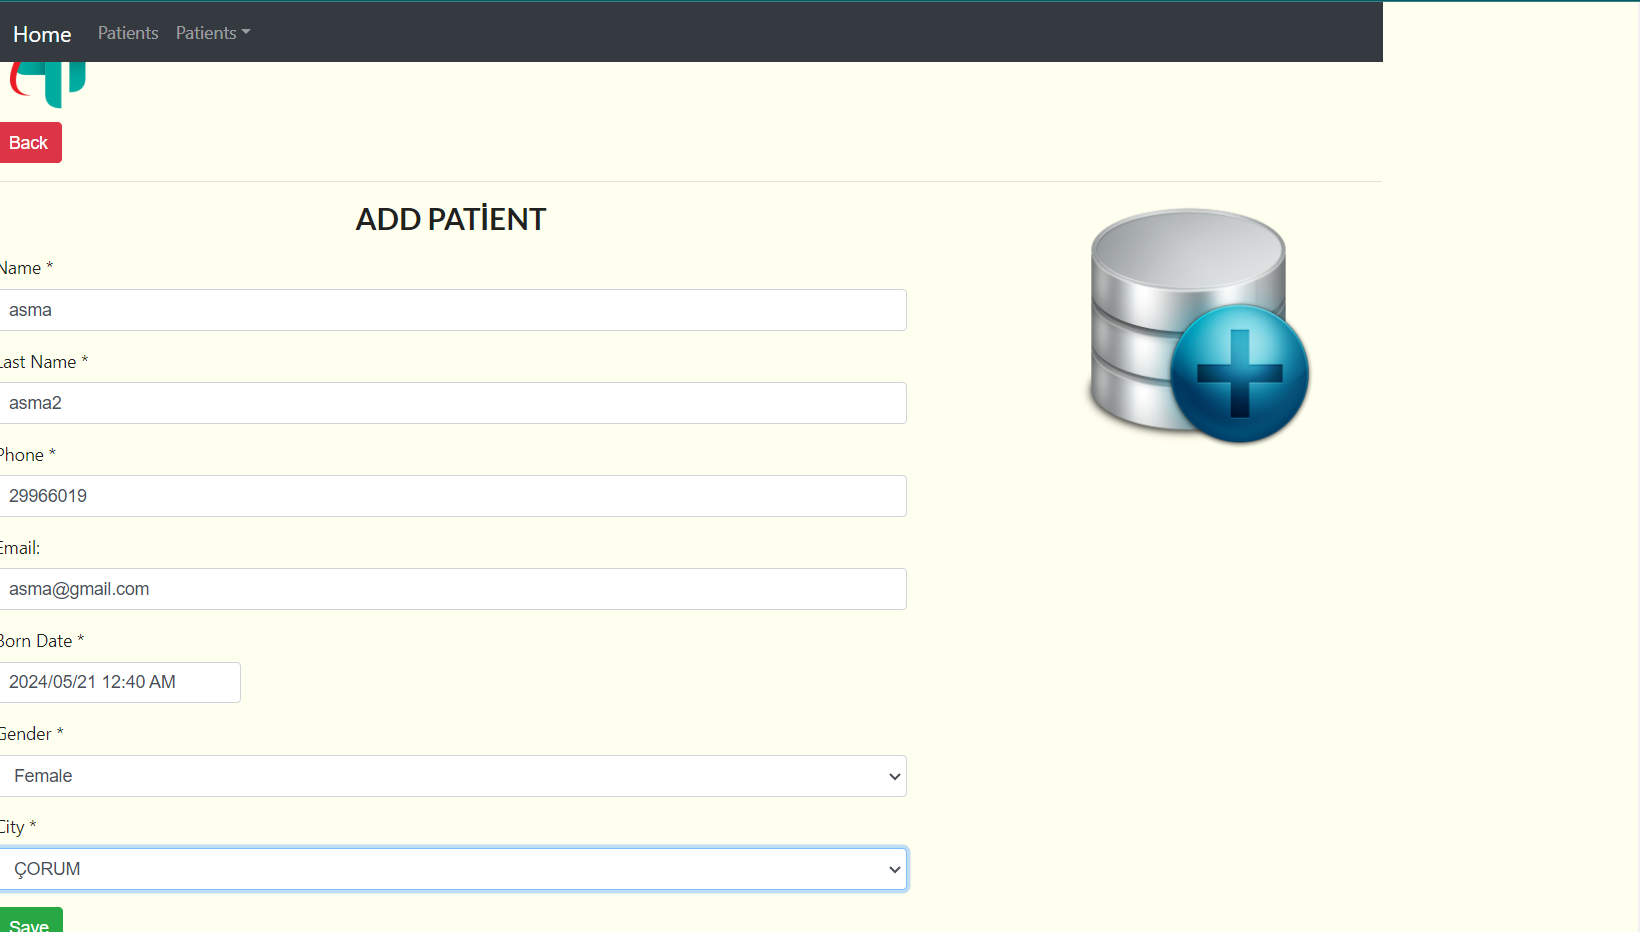 Home Patients Patients
Back
ADD PATİENT
Name *
asma
Last Name *
asma2
Phone *
29966019
Email:
asma@gmail.com
Born Date *
2024/05/21 12:40 AM
Gender *
Female
City *
ÇORUM
Save